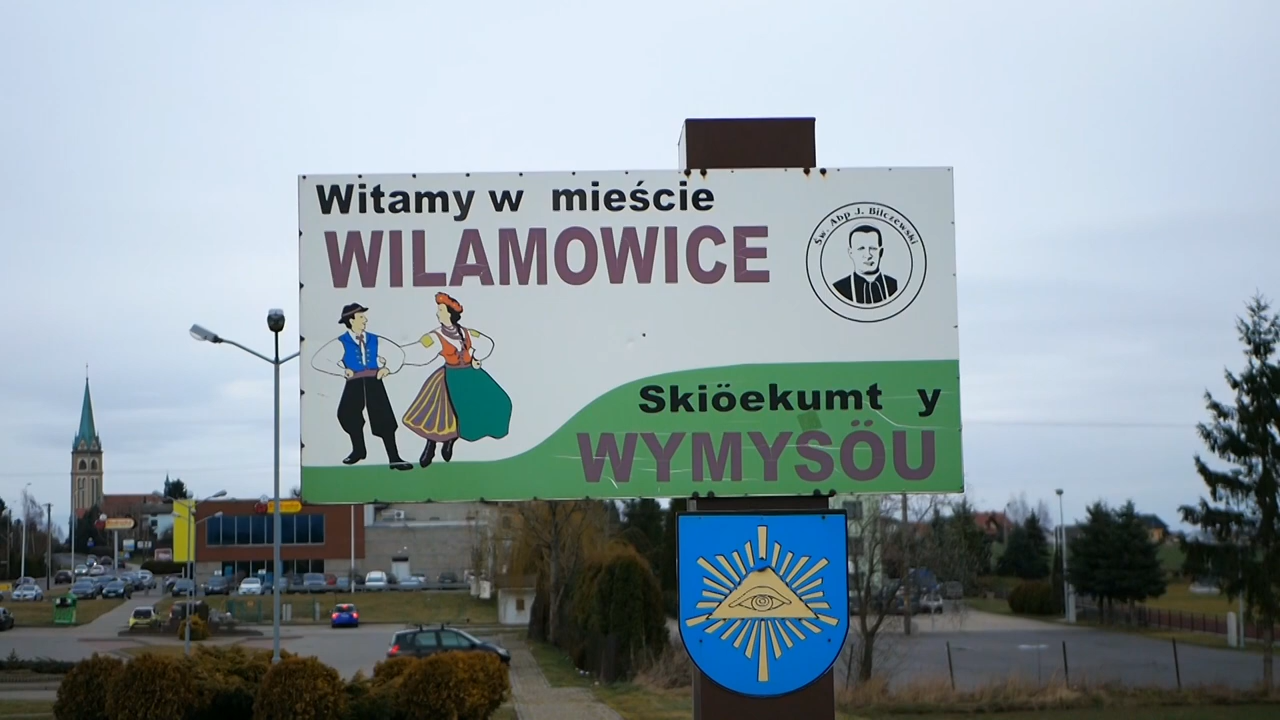 Witamy w mieście
WILAMOWICE
Św. Abp J. Bilczewski
Skiöekumt y
WYMYSÖU